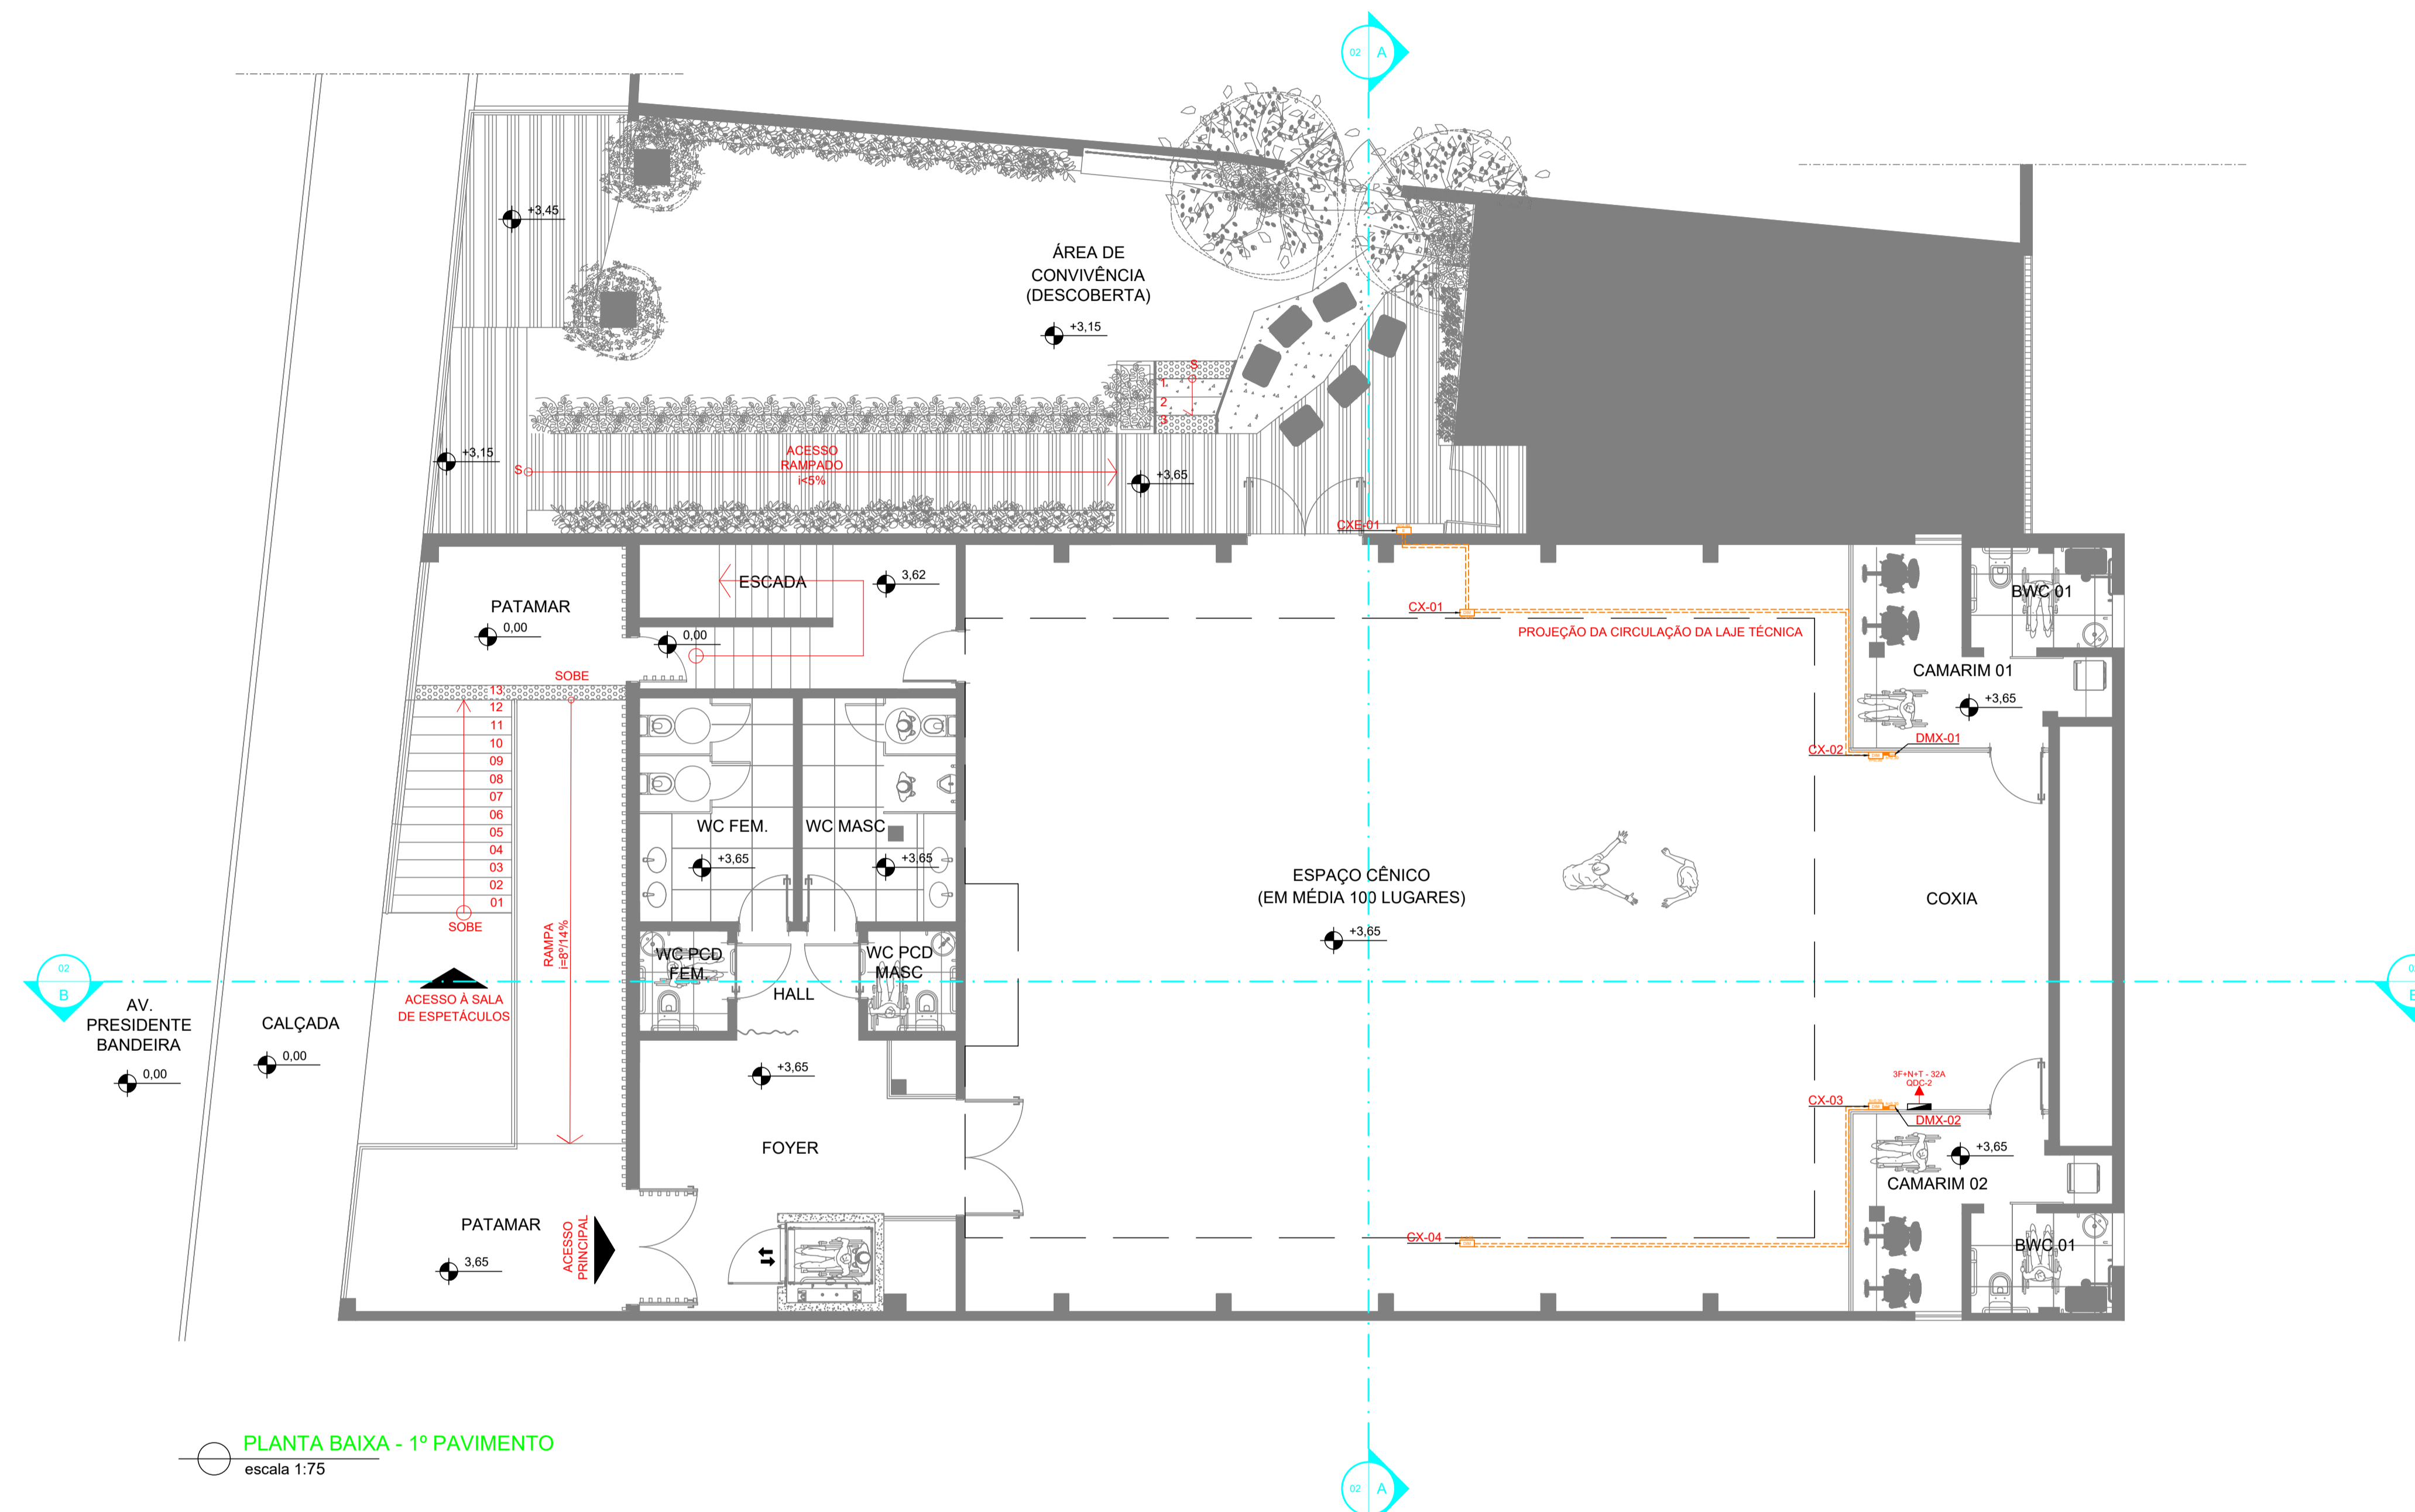 02 A
+3,45
ÁREA DE
CONVIVÊNCIA
(DESCOBERTA)
+3,15
S
1
2
3
+3,15
S
ACESSO
RAMPADO
i<5%
+3,65
CXE-01
ESCADA
3,62
PATAMAR
0,00
0,00
CX-01
PROJEÇÃO DA CIRCULAÇÃO DA LAJE TÉCNICA
BWC 01
CAMARIM 01
+3,65
SOBE
13
12
11
10
09
08
07
06
05
04
03
02
01
SOBE
CX-02
DMX-01
WC FEM.
+3,65
WC MASC
+3,65
ESPAÇO CÊNICO
(EM MÉDIA 100 LUGARES)
+3,65
COXIA
RAMPA
i=8º/14%
WC PCD
FEM.
WC PCD
MASC
HALL
02
B
AV.
PRESIDENTE
BANDEIRA
0,00
CALÇADA
0,00
ACESSO À SALA
DE ESPETÁCULOS
+3,65
3F+N+T - 32A
QDC-2
CX-03
DMX-02
+3,65
CAMARIM 02
FOYER
PATAMAR
3,65
ACESSO
PRINCIPAL
CX-04
BWC 01
PLANTA BAIXA - 1º PAVIMENTO
escala 1:75
02 A